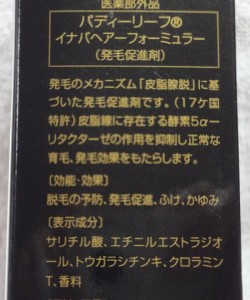 医薬部外品
パディーリーフ®
イナバヘアーフォーミュラー
(発毛促進剤)
発毛のメカニズム「皮脂腺説」に基
づいた発毛促進剤です。(17ケ国
特許)皮脂線に存在する酵素5α-
リタクターゼの作用を抑制し正常な
育毛、発毛効果をもたらします。
〔効能・効果〕
脱毛の予防、発毛促進、ふけ、かゆみ
〔表示成分〕
サリチル酸、エチニルエストラジオ
ール、トウガラシチンキ、クロラミン
T、香料